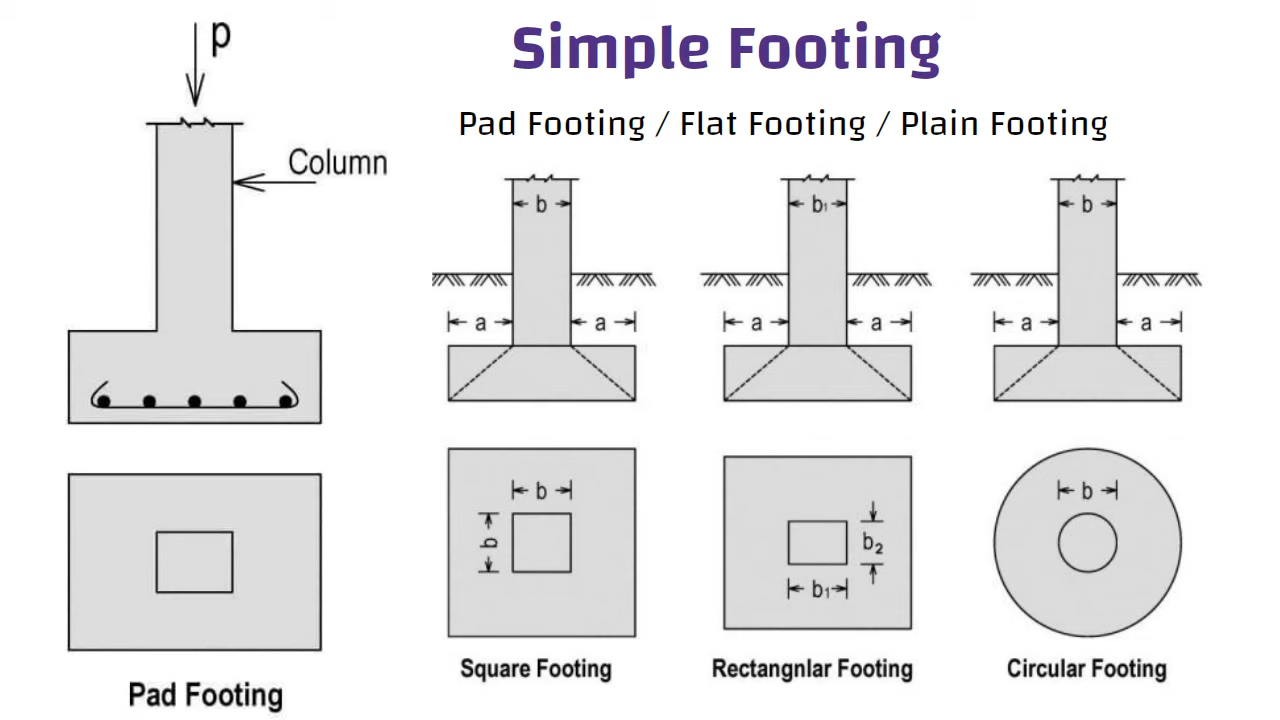 Simple Footing
Pad Footing / Flat Footing / Plain Footing
p
Column
Pad Footing
b
a a
b
b
Square Footing
b₁
a a
b₂
b₁
Rectangnlar Footing
b
a a
b
Circular Footing